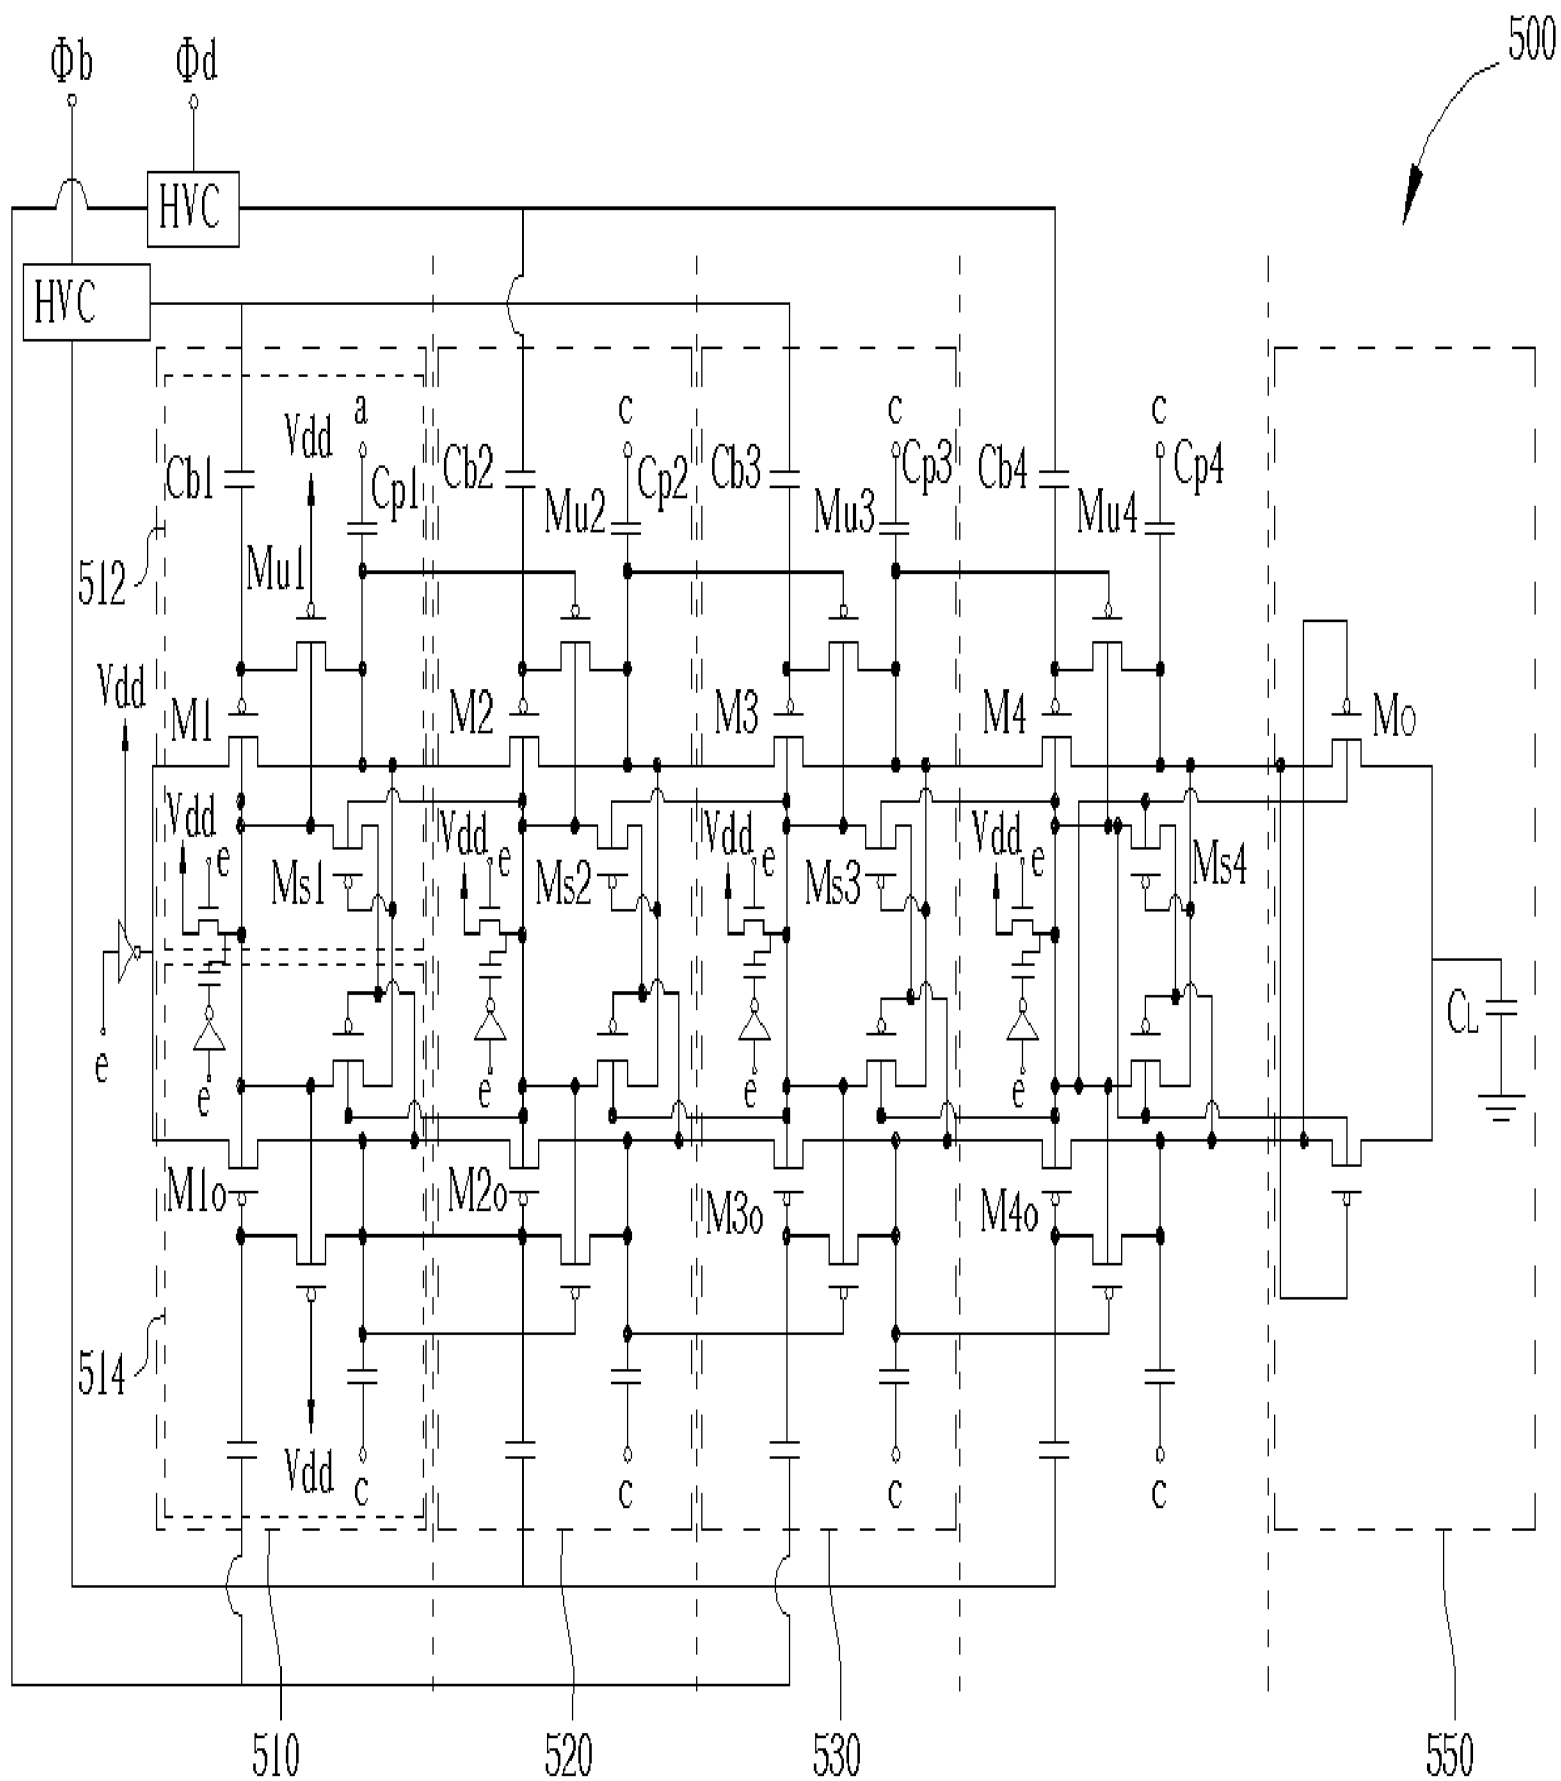 500
Φb Φd
HVC
HVC
a c c c
Vdd
Cb1 Cp1 Cb2 Cp2 Cb3 Cp3 Cb4 Cp4
Mu2 Mu3 Mu4
512 Mu1
Vdd M1 M2 M3 M4 Mo
Vdd Vdd Vdd Vdd
e e e e
Ms1 Ms2 Ms3 Ms4
CL
e e e e e
M1o M2o M3o M4o
514
Vdd c c c c
510 520 530 550